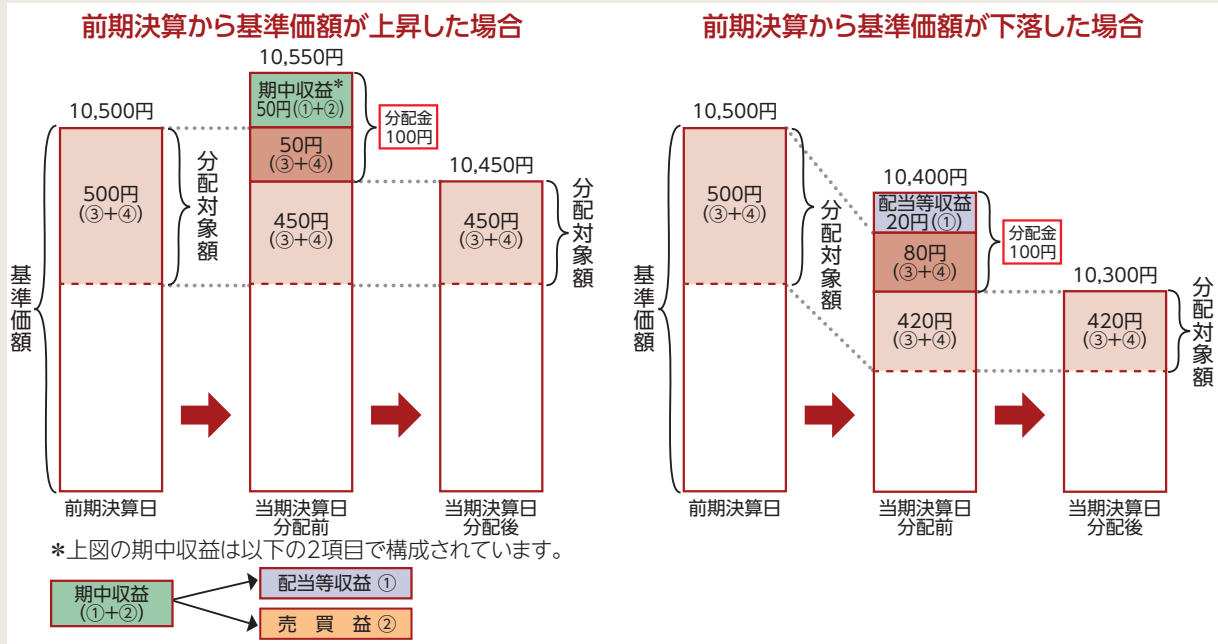 前期決算から基準価額が上昇した場合
10,500円
500円
(③+④)
分配対象額
基準価額
前期決算日
10,550円
期中収益*
50円(①+②)
50円
(③+④)
450円
(③+④)
分配金
100円
当期決算日
分配前
10,450円
450円
(③+④)
分配対象額
当期決算日
分配後
*上図の期中収益は以下の2項目で構成されています。
期中収益
(①+②)
配当等収益 ①
売 買 益 ②
前期決算から基準価額が下落した場合
10,500円
500円
(③+④)
分配対象額
基準価額
前期決算日
10,400円
配当等収益
20円(①)
80円
(③+④)
420円
(③+④)
分配金
100円
当期決算日
分配前
10,300円
420円
(③+④)
分配対象額
当期決算日
分配後